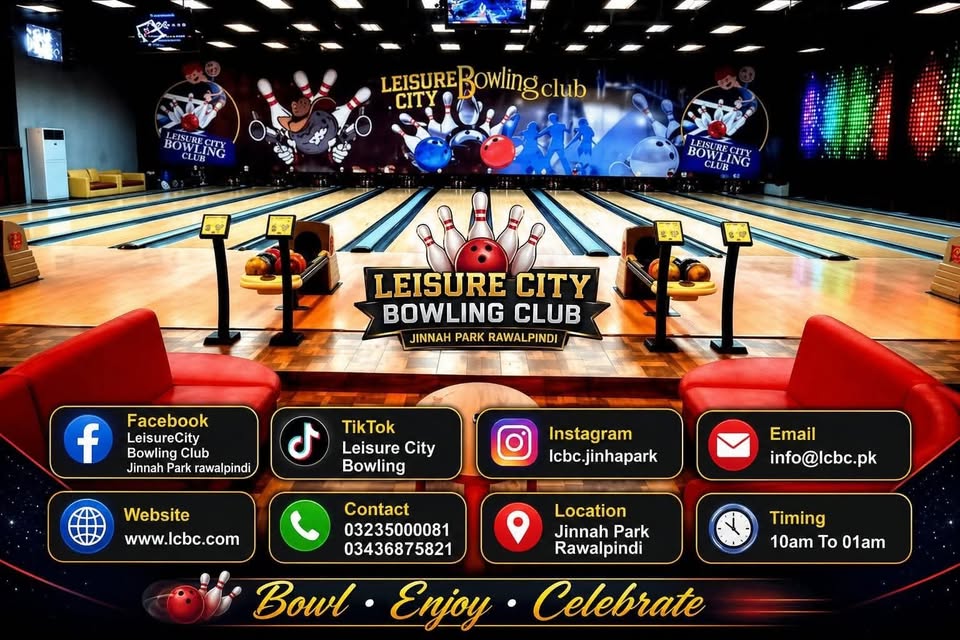 LEISURE Bowling club
CITY
LEISURE CITY
BOWLING
CLUB
LEISURE CITY
BOWLING
CLUB
LEISURE CITY
BOWLING CLUB
JINNAH PARK RAWALPINDI
Facebook
LeisureCity
Bowling Club
Jinnah Park rawalpindi
TikTok
Leisure City
Bowling
Instagram
lcbc.jinhapark
Email
info@lcbc.pk
Website
www.lcbc.com
Contact
03235000081
03436875821
Location
Jinnah Park
Rawalpindi
Timing
10am To 01am
Bowl • Enjoy • Celebrate